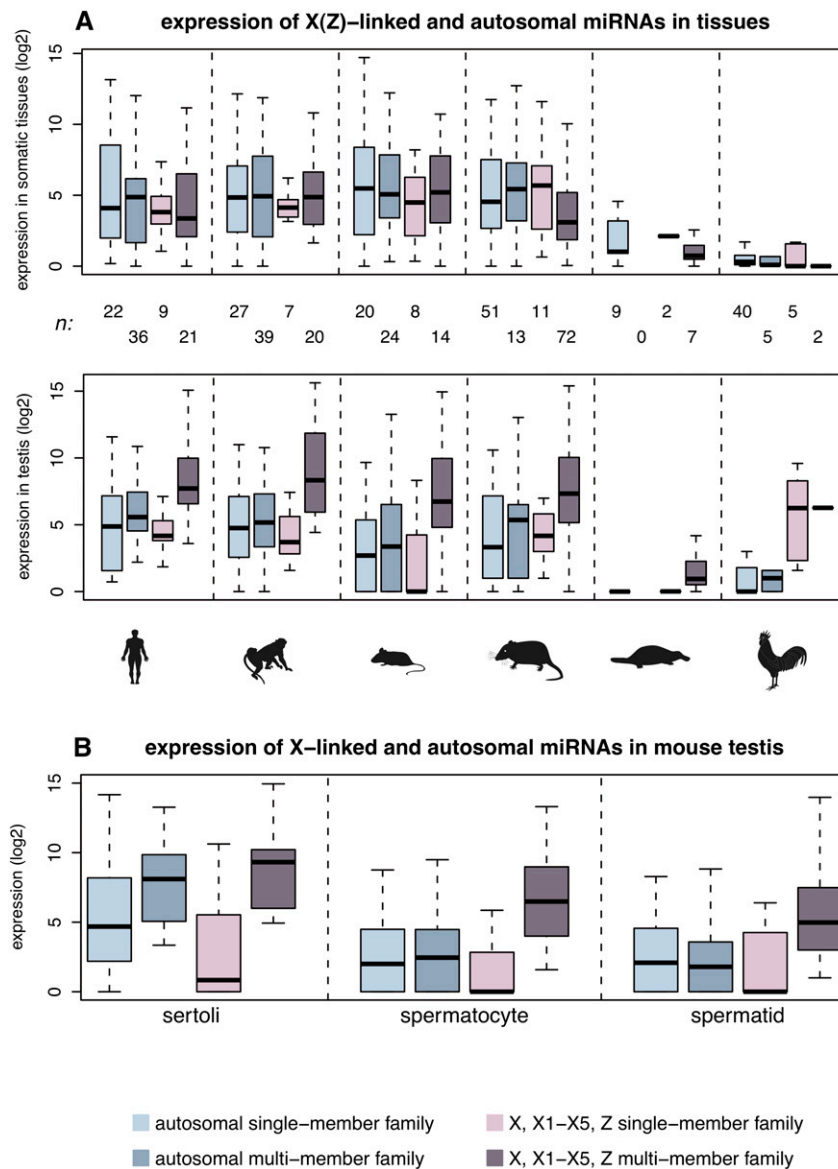 A expression of X(Z)–linked and autosomal miRNAs in tissues
expression in somatic tissues (log2)
15
10
5
0
n:
22 9 27 7 20 8 51 11 9 2 40 5
36 21 39 20 24 14 13 72 0 7 5 2
expression in testis (log2)
15
10
5
0
B expression of X–linked and autosomal miRNAs in mouse testis
expression (log2)
15
10
5
0
sertoli spermatocyte spermatid
autosomal single–member family
X, X1–X5, Z single–member family
autosomal multi–member family
X, X1–X5, Z multi–member family